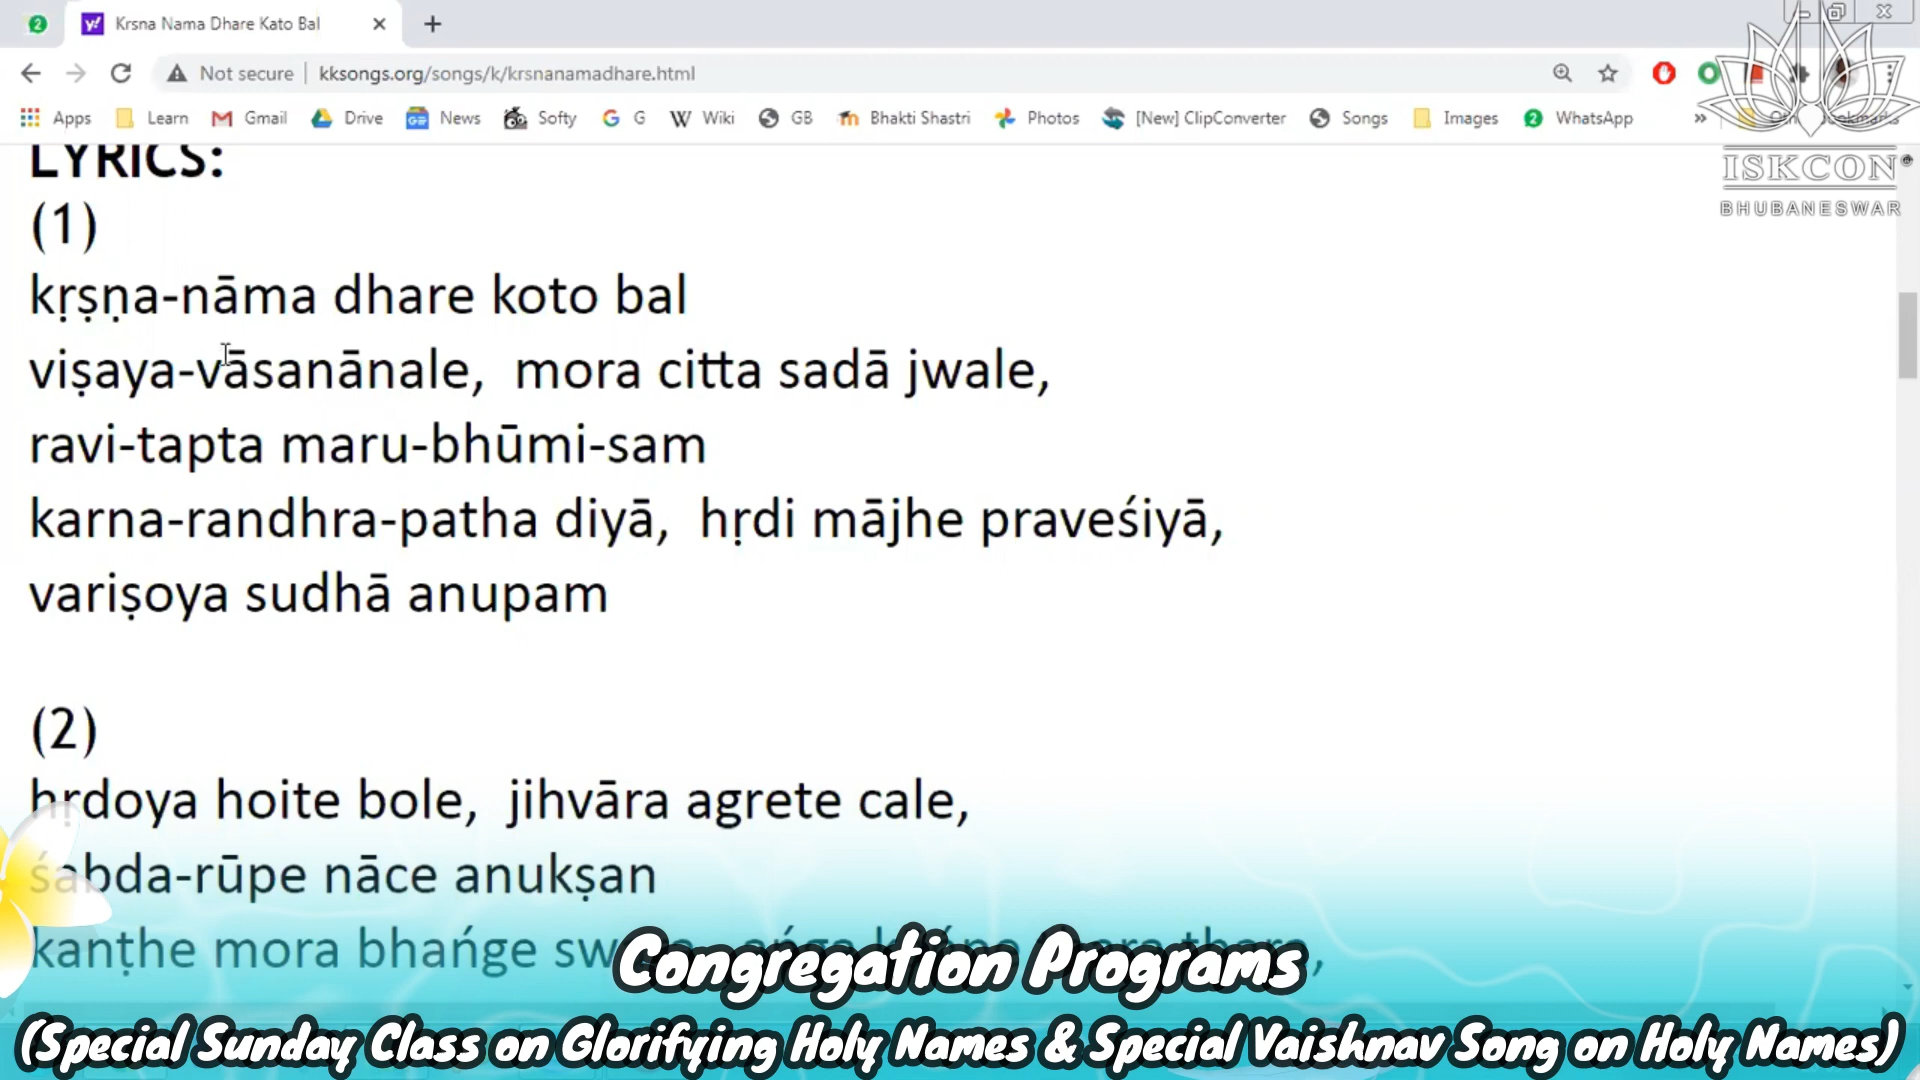 2
Krsna Nama Dhare Kato Bal
Not secure | kksongs.org/songs/k/krsnanamadhare.html
Apps Learn Gmail Drive News Softy G Wiki GB Bhakti Shastri Photos [New] ClipConverter Songs Images WhatsApp »
ISKCON
BHUBANESWAR
LYRICS:
(1)
kṛṣṇa-nāma dhare koto bal
viṣaya-vāsanānale, mora citta sadā jwale,
ravi-tapta maru-bhūmi-sam
karna-randhra-patha diyā, hṛdi mājhe praveśiyā,
variṣoya sudhā anupam
(2)
hṛdoya hoite bole, jihvāra agrete cale,
śabda-rūpe nāce anukṣan
kaṇṭhe mora bhańge
Congregation Programs
(Special Sunday Class on Glorifying Holy Names & Special Vaishnav Song on Holy Names)